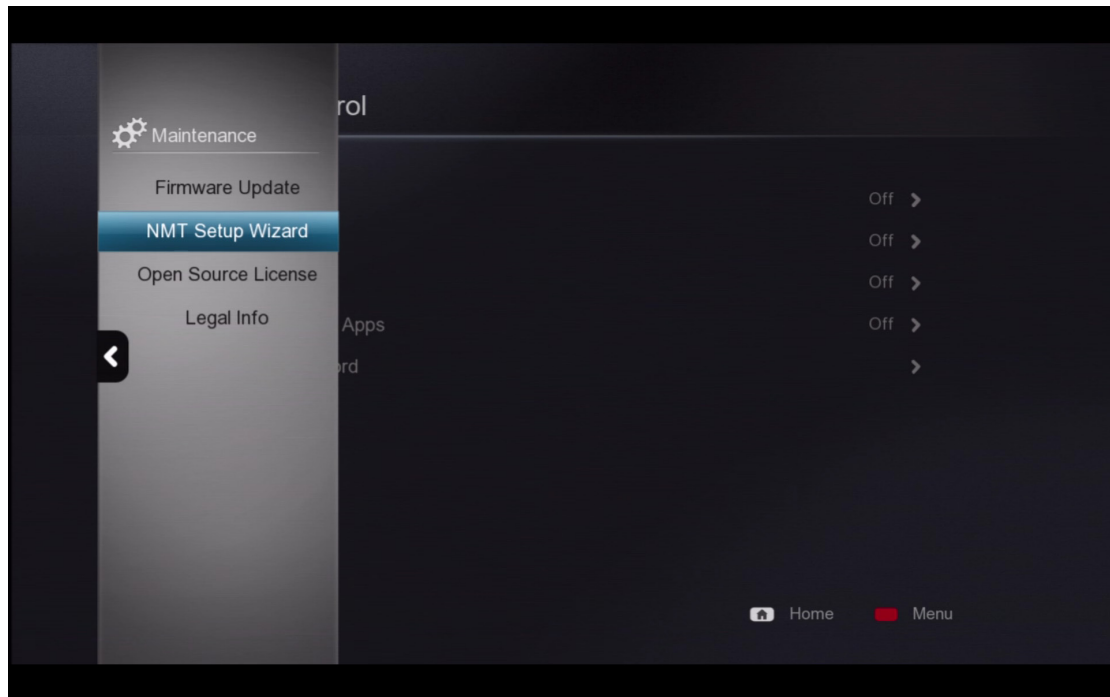 rol
Maintenance
Firmware Update
Off
NMT Setup Wizard
Off
Open Source License
Off
Legal Info
Apps
Off
ord
Home
Menu